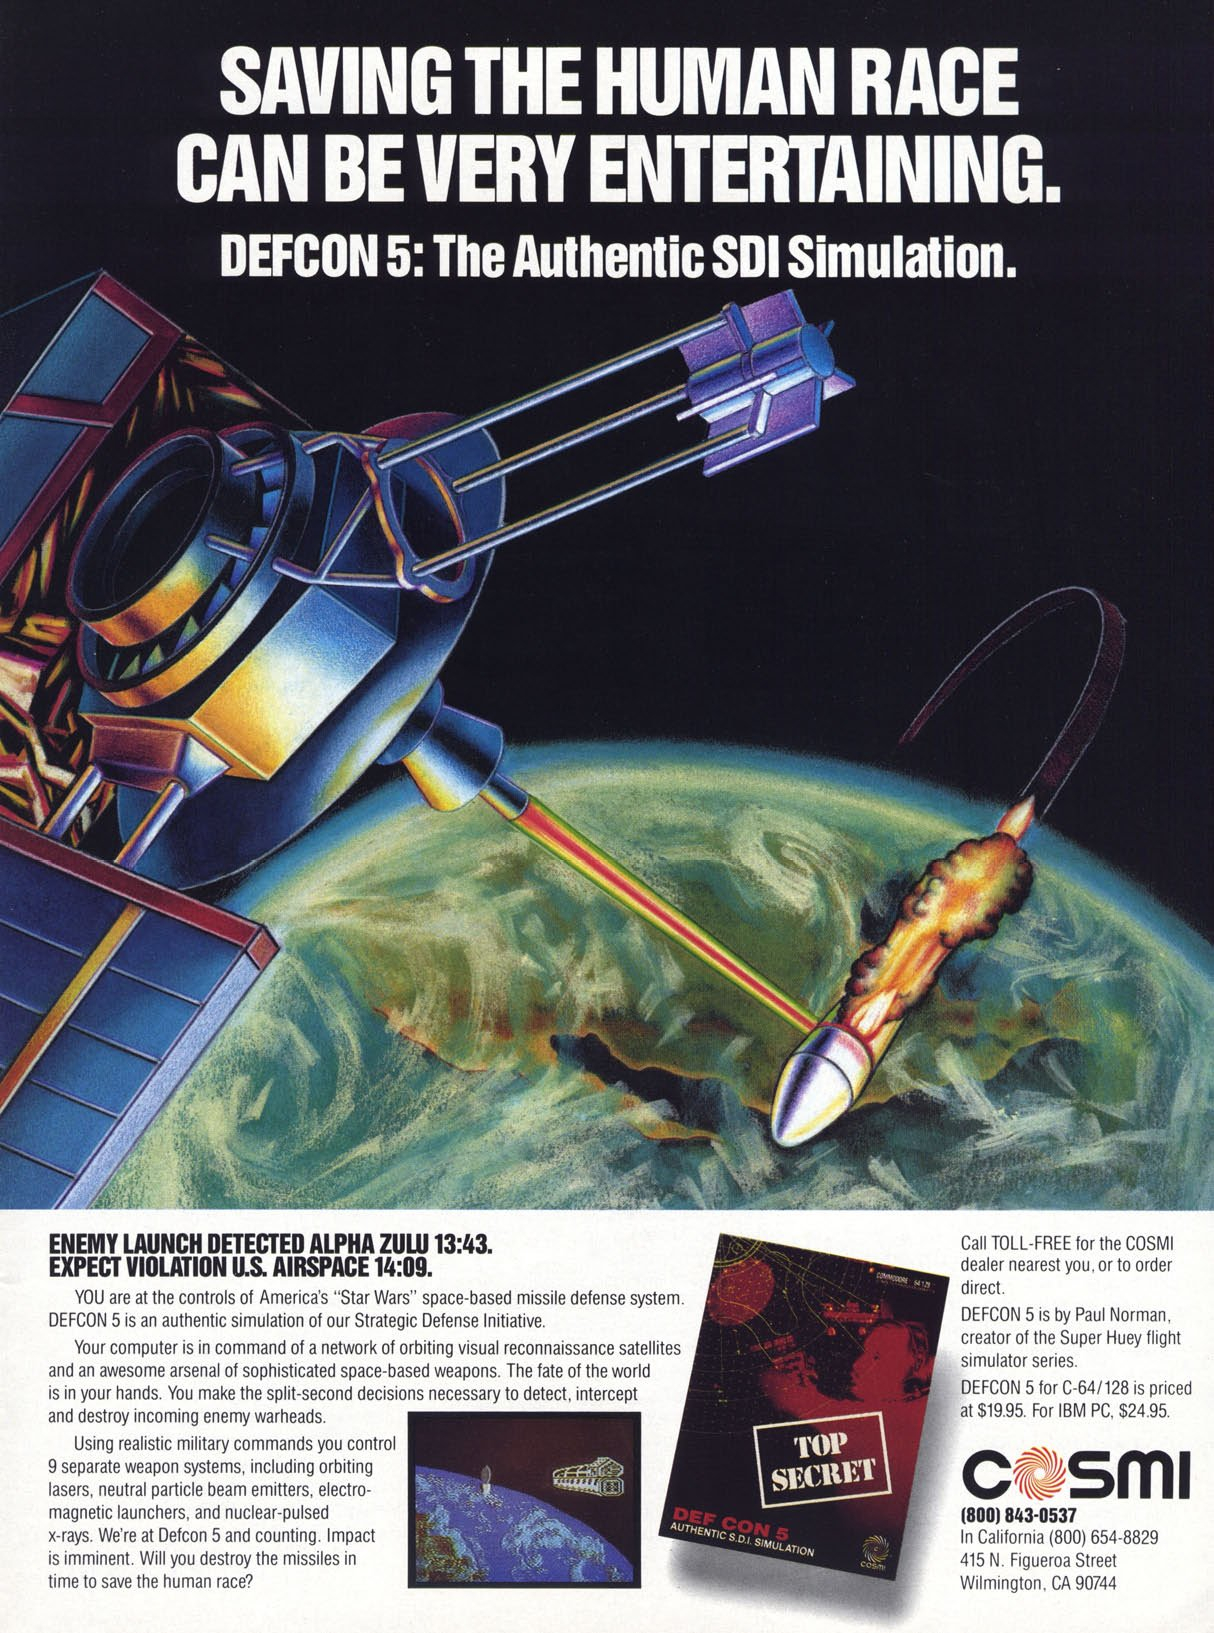 SAVING THE HUMAN RACE
CAN BE VERY ENTERTAINING.
DEFCON 5: The Authentic SDI Simulation.
ENEMY LAUNCH DETECTED ALPHA ZULU 13:43.
EXPECT VIOLATION U.S. AIRSPACE 14:09.
YOU are at the controls of America's "Star Wars" space-based missile defense system.
DEFCON 5 is an authentic simulation of our Strategic Defense Initiative.
Your computer is in command of a network of orbiting visual reconnaissance satellites
and an awesome arsenal of sophisticated space-based weapons. The fate of the world
is in your hands. You make the split-second decisions necessary to detect, intercept
and destroy incoming enemy warheads.
Using realistic military commands you control
9 separate weapon systems, including orbiting
lasers, neutral particle beam emitters, electro-
magnetic launchers, and nuclear-pulsed
x-rays. We're at Defcon 5 and counting. Impact
is imminent. Will you destroy the missiles in
time to save the human race?
COMMODORE 64/128
TOP
SECRET
DEF CON 5
AUTHENTIC S.D.I. SIMULATION
COSMI
Call TOLL-FREE for the COSMI
dealer nearest you, or to order
direct.
DEFCON 5 is by Paul Norman,
creator of the Super Huey flight
simulator series.
DEFCON 5 for C-64/128 is priced
at $19.95. For IBM PC, $24.95.
COSMI
(800) 843-0537
In California (800) 654-8829
415 N. Figueroa Street
Wilmington, CA 90744